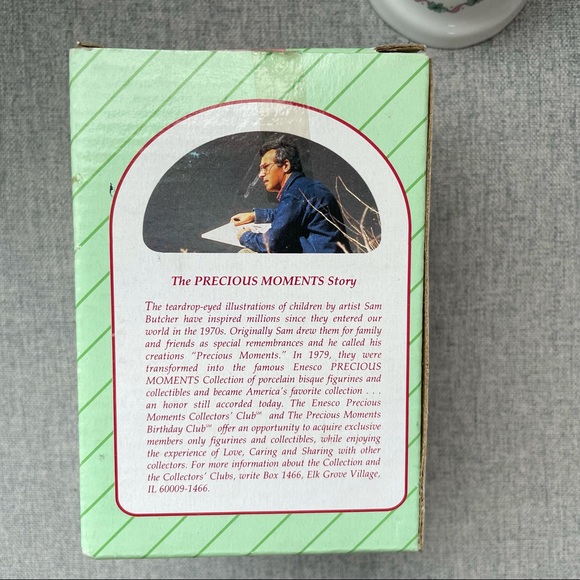 The PRECIOUS MOMENTS Story
The teardrop-eyed illustrations of children by artist Sam
Butcher have inspired millions since they entered our
world in the 1970s. Originally Sam drew them for family
and friends as special remembrances and he called his
creations "Precious Moments." In 1979, they were
transformed into the famous Enesco PRECIOUS
MOMENTS Collection of porcelain bisque figurines and
collectibles and became America's favorite collection . . .
an honor still accorded today. The Enesco Precious
Moments Collectors' Club℠ and The Precious Moments
Birthday Club℠ offer an opportunity to acquire exclusive
members only figurines and collectibles, while enjoying
the experience of Love, Caring and Sharing with other
collectors. For more information about the Collection and
the Collectors' Clubs, write Box 1466, Elk Grove Village,
IL 60009-1466.